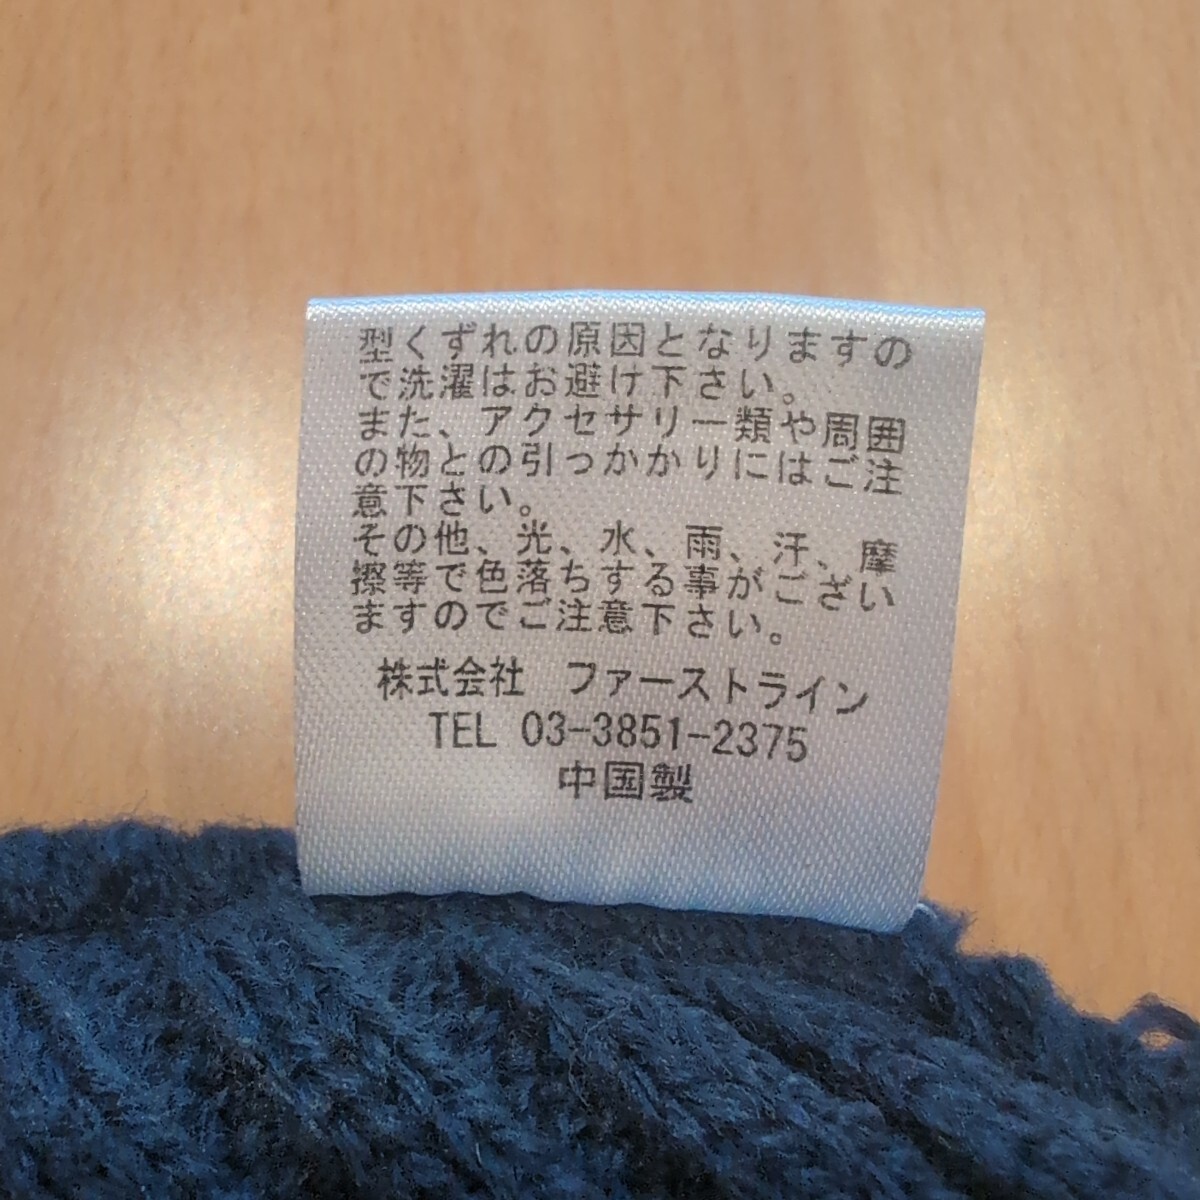 型くずれの原因となりますの
で洗濯はお避け下さい。
また、アクセサリー類や周囲
の物との引っかかりにはご注
意下さい。
その他、光、水、雨、汗、摩
擦等で色落ちする事がござい
ますのでご注意下さい。
株式会社　ファーストライン
TEL 03-3851-2375
中国製